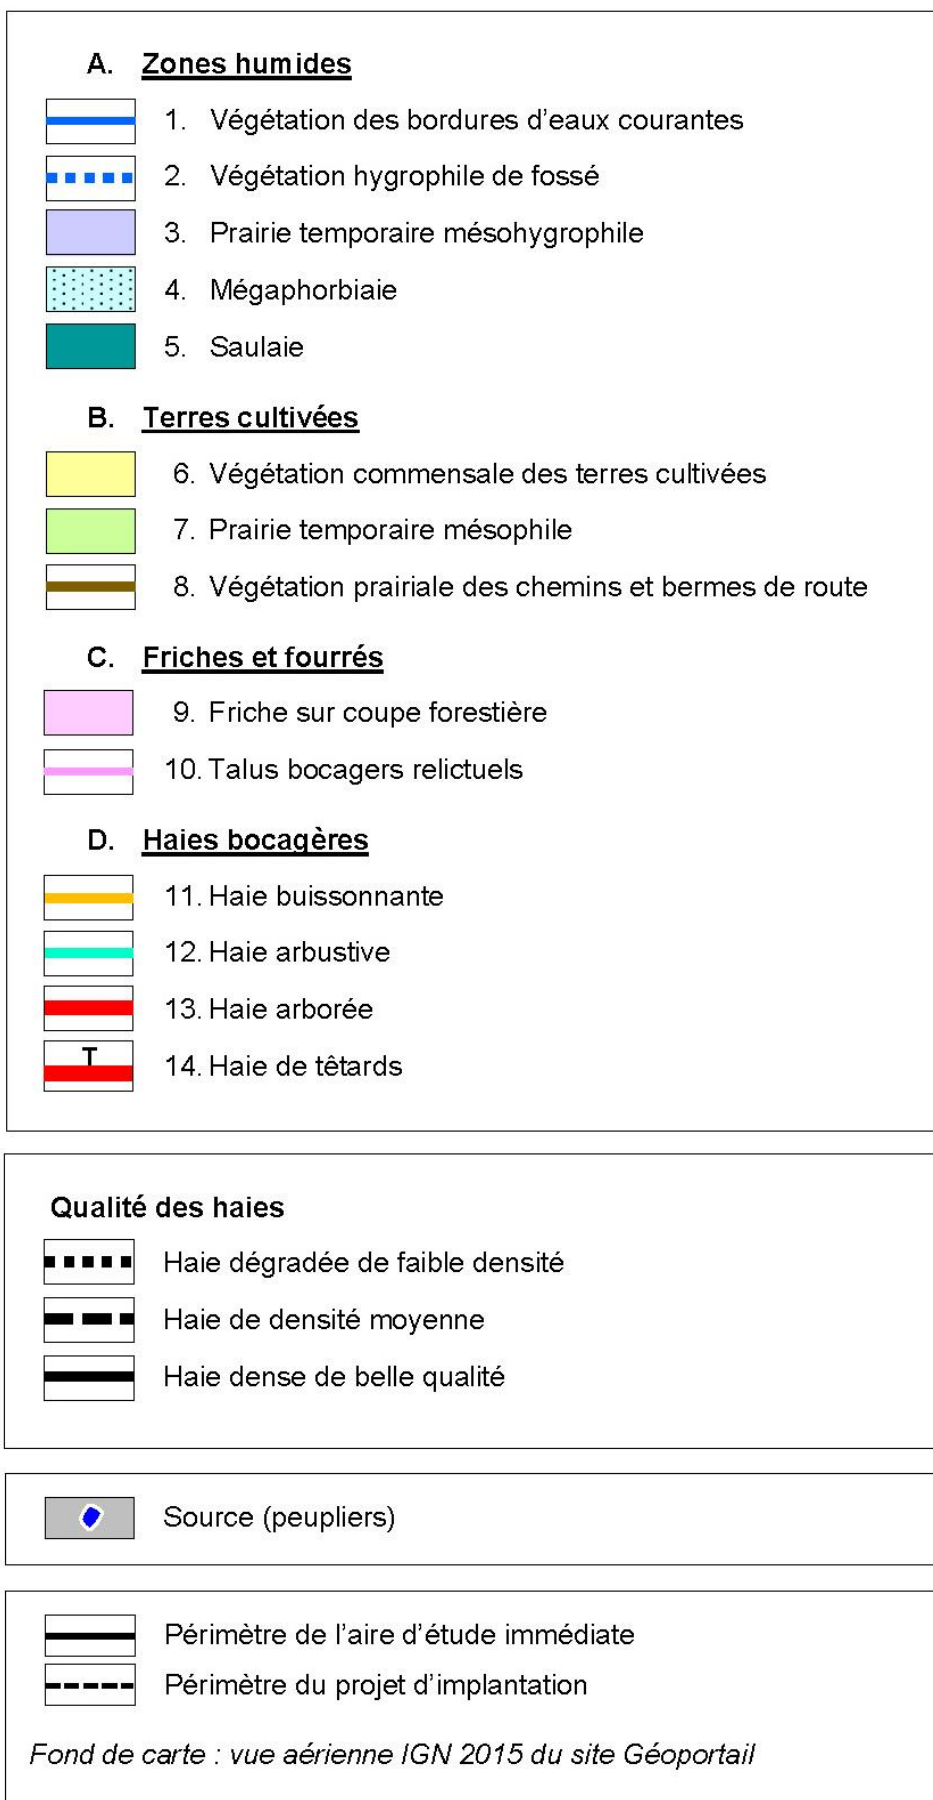 A. Zones humides
1. Végétation des bordures d'eaux courantes
2. Végétation hygrophile de fossé
3. Prairie temporaire mésohygrophile
4. Mégaphorbiaie
5. Saulaie
B. Terres cultivées
6. Végétation commensale des terres cultivées
7. Prairie temporaire mésophile
8. Végétation prairiale des chemins et bermes de route
C. Friches et fourrés
9. Friche sur coupe forestière
10. Talus bocagers relictuels
D. Haies bocagères
11. Haie buissonnante
12. Haie arbustive
13. Haie arborée
T 14. Haie de têtards
Qualité des haies
Haie dégradée de faible densité
Haie de densité moyenne
Haie dense de belle qualité
Source (peupliers)
Périmètre de l'aire d'étude immédiate
Périmètre du projet d'implantation
Fond de carte : vue aérienne IGN 2015 du site Géoportail